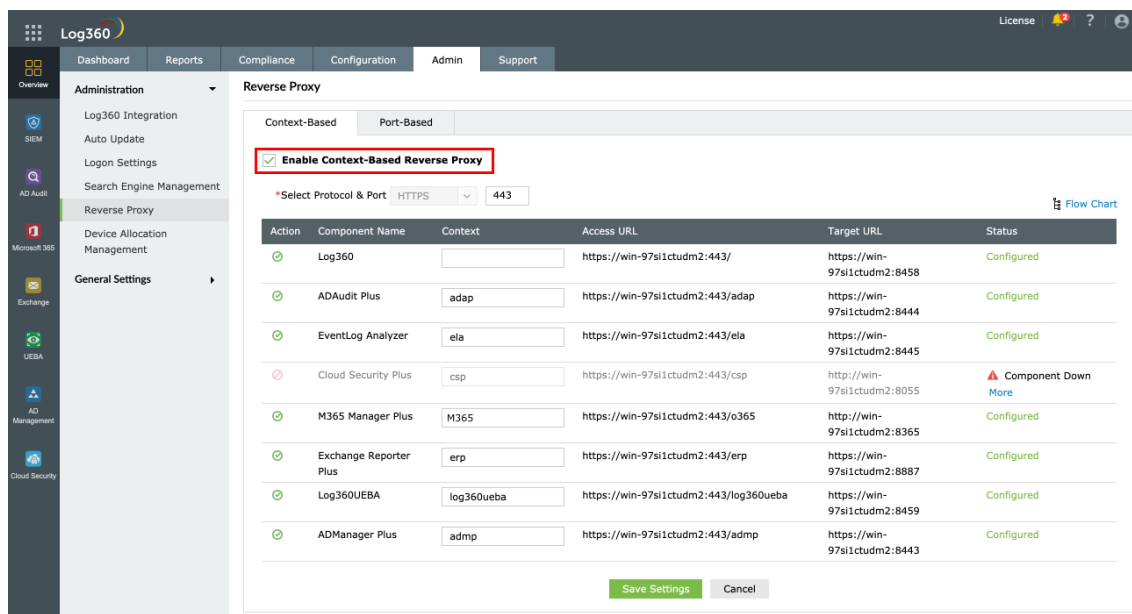 License 2 ?
Log360
Dashboard Reports Compliance Configuration Admin Support
Overview
SIEM
AD Audit
Microsoft 365
Exchange
UEBA
AD
Management
Cloud Security
Administration
Log360 Integration
Auto Update
Logon Settings
Search Engine Management
Reverse Proxy
Device Allocation
Management
General Settings
Reverse Proxy
Context-Based Port-Based
Enable Context-Based Reverse Proxy
*Select Protocol & Port HTTPS 443
Flow Chart
Action Component Name Context Access URL Target URL Status
Log360 https://win-97si1ctudm2:443/ https://win- Configured
97si1ctudm2:8458
ADAudit Plus adap https://win-97si1ctudm2:443/adap https://win- Configured
97si1ctudm2:8444
EventLog Analyzer ela https://win-97si1ctudm2:443/ela https://win- Configured
97si1ctudm2:8445
Cloud Security Plus csp https://win-97si1ctudm2:443/csp http://win- Component Down
97si1ctudm2:8055 More
M365 Manager Plus M365 https://win-97si1ctudm2:443/o365 http://win- Configured
97si1ctudm2:8365
Exchange Reporter erp https://win-97si1ctudm2:443/erp https://win- Configured
Plus 97si1ctudm2:8887
Log360UEBA log360ueba https://win-97si1ctudm2:443/log360ueba https://win- Configured
97si1ctudm2:8459
ADManager Plus admp https://win-97si1ctudm2:443/admp https://win- Configured
97si1ctudm2:8443
Save Settings Cancel